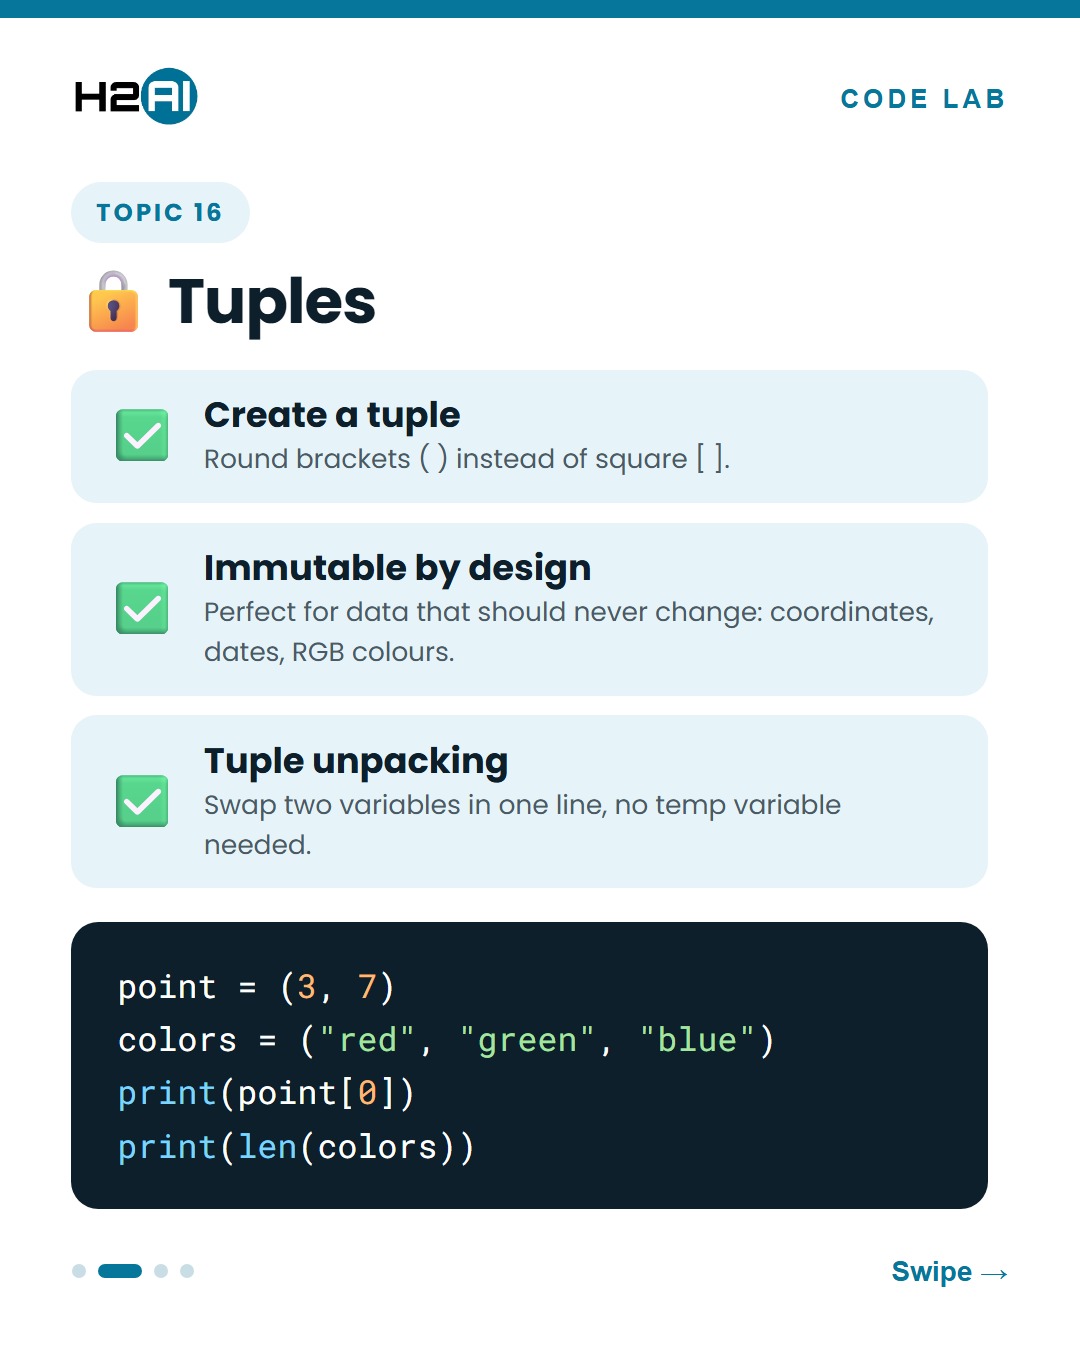 H2AI
CODE LAB
TOPIC 16
Tuples
Create a tuple
Round brackets ( ) instead of square [ ].
Immutable by design
Perfect for data that should never change: coordinates,
dates, RGB colours.
Tuple unpacking
Swap two variables in one line, no temp variable
needed.
point = (3, 7)
colors = ("red", "green", "blue")
print(point[0])
print(len(colors))
Swipe →